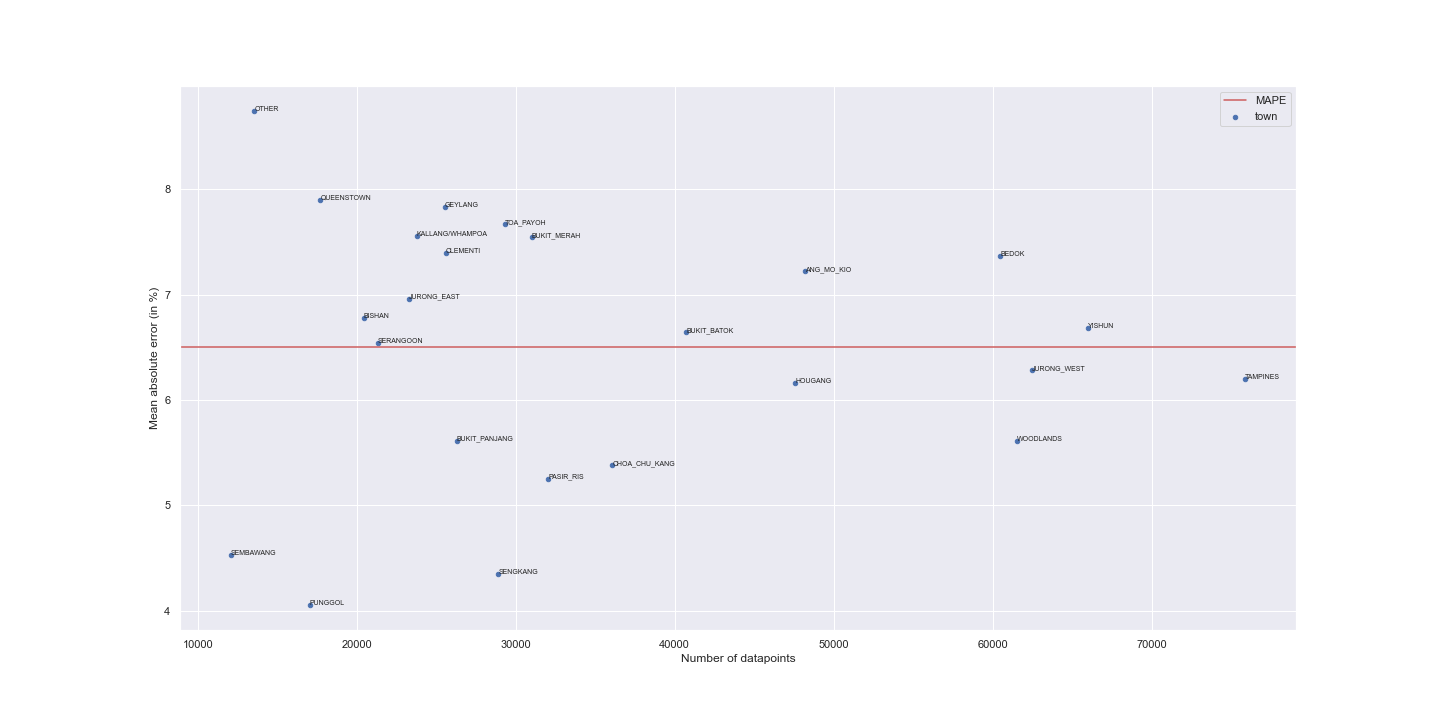 MAPE
town
OTHER
QUEENSTOWN
GEYLANG
TOA_PAYOH
KALLANG/WHAMPOA
BUKIT_MERAH
CLEMENTI
BEDOK
ANG_MO_KIO
JURONG_EAST
BISHAN
YISHUN
BUKIT_BATOK
SERANGOON
JURONG_WEST
TAMPINES
HOUGANG
BUKIT_PANJANG
WOODLANDS
CHOA_CHU_KANG
PASIR_RIS
SEMBAWANG
SENGKANG
PUNGGOL
8
7
6
5
4
Mean absolute error (in %)
10000 20000 30000 40000 50000 60000 70000
Number of datapoints